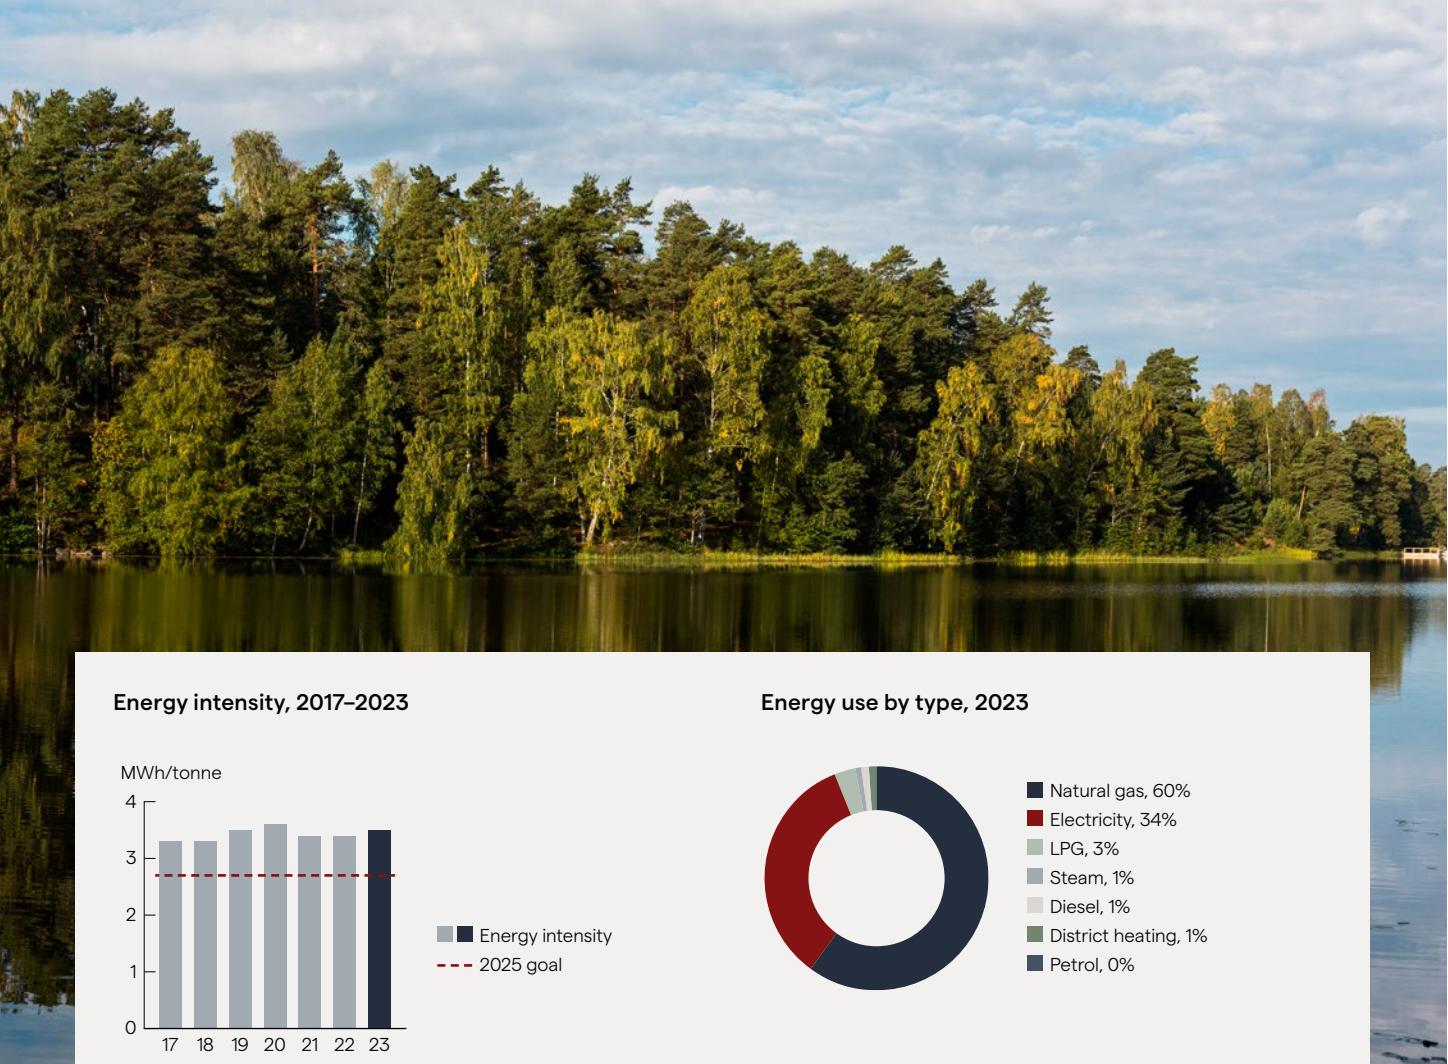 Energy intensity, 2017–2023
MWh/tonne
4
3
2
1
0
17 18 19 20 21 22 23
Energy intensity
2025 goal
Energy use by type, 2023
Natural gas, 60%
Electricity, 34%
LPG, 3%
Steam, 1%
Diesel, 1%
District heating, 1%
Petrol, 0%